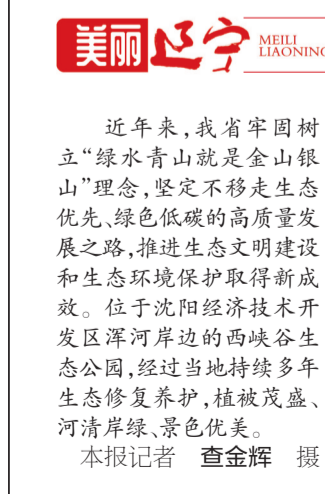 美丽辽宁
MEILI
LIAONING
近年来，我省牢固树
立“绿水青山就是金山银
山”理念，坚定不移走生态
优先、绿色低碳的高质量发
展之路，推进生态文明建设
和生态环境保护取得新成
效。位于沈阳经济技术开
发区浑河岸边的西峡谷生
态公园，经过当地持续多年
生态修复养护，植被茂盛、
河清岸绿、景色优美。
本报记者　查金辉　摄